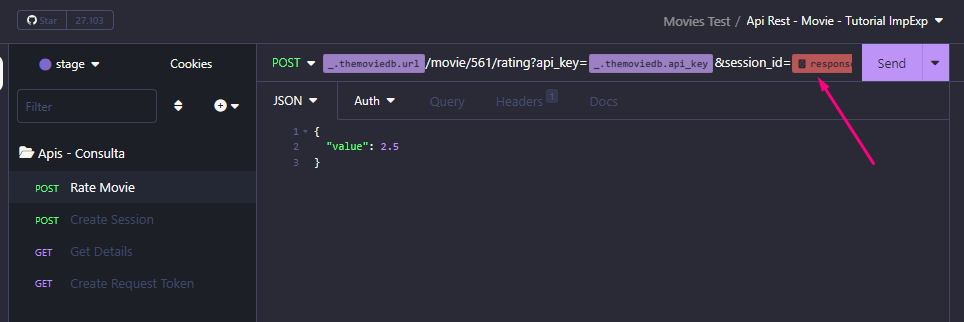 Star 27.103
Movies Test / Api Rest - Movie - Tutorial ImpExp
stage Cookies
POST _.themoviedb.url/movie/561/rating?api_key=_.themoviedb.api_key&session_id= respons
Send
Filter
JSON Auth Query Headers 1 Docs
1 {
2 "value": 2.5
3 }
Apis - Consulta
POST Rate Movie
POST Create Session
GET Get Details
GET Create Request Token